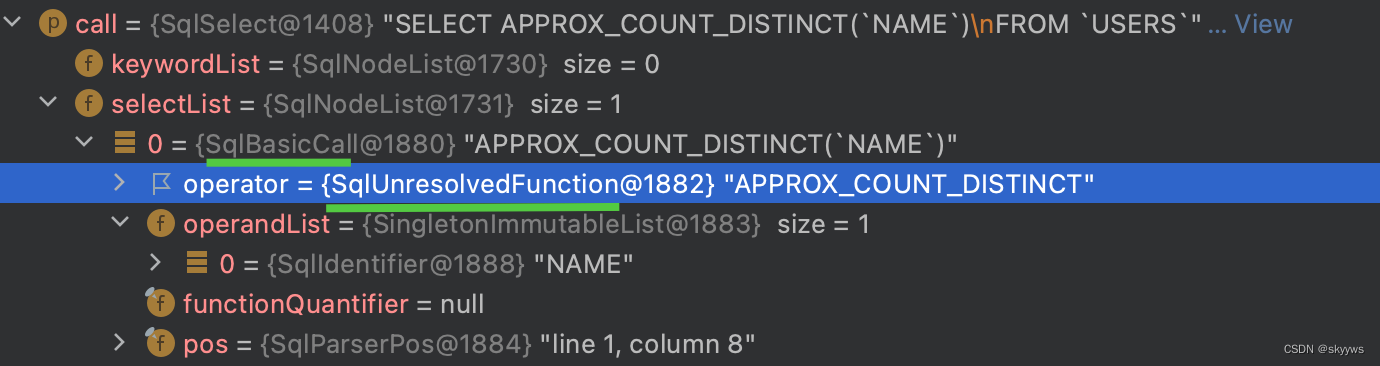 call = {SqlSelect@1408} "SELECT APPROX_COUNT_DISTINCT(`NAME`)\nFROM `USERS`" ... View
keywordList = {SqlNodeList@1730} size = 0
selectList = {SqlNodeList@1731} size = 1
0 = {SqlBasicCall@1880} "APPROX_COUNT_DISTINCT(`NAME`)"
operator = {SqlUnresolvedFunction@1882} "APPROX_COUNT_DISTINCT"
operandList = {SingletonImmutableList@1883} size = 1
0 = {SqlIdentifier@1888} "NAME"
functionQuantifier = null
pos = {SqlParserPos@1884} "line 1, column 8"
CSDN @skyyws